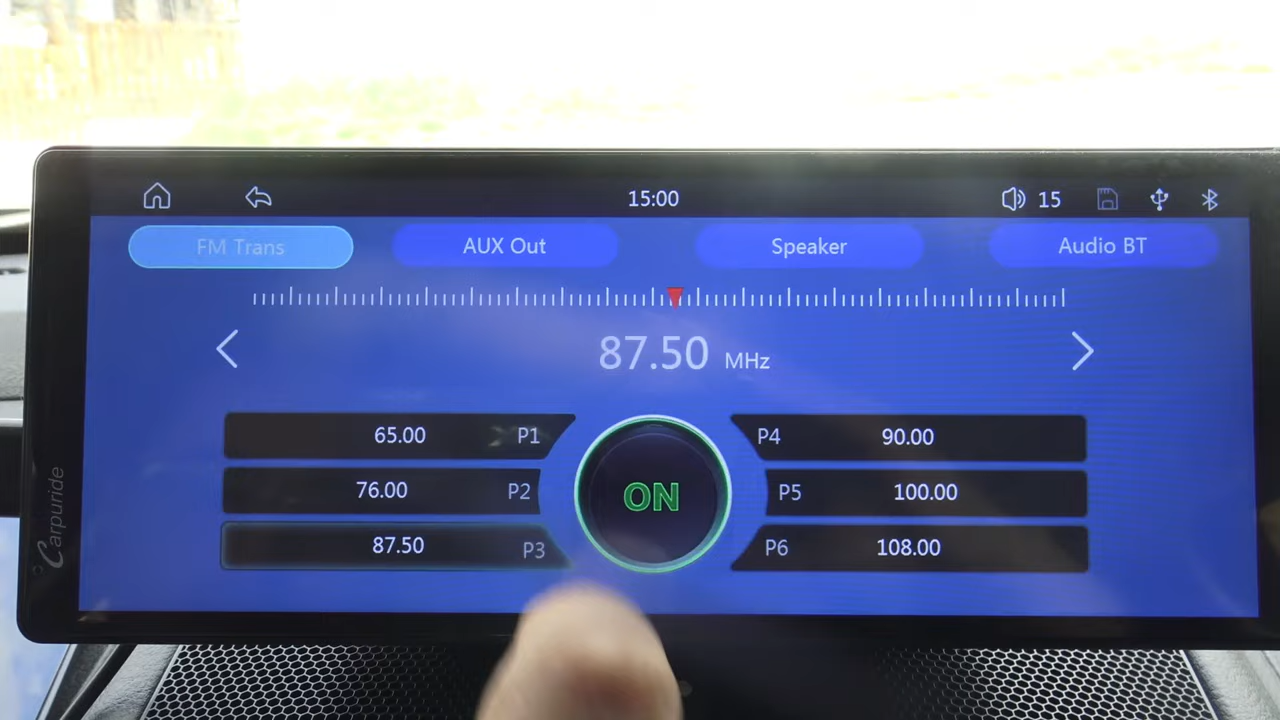 15:00
15
FM Trans
AUX Out
Speaker
Audio BT
87.50 MHz
65.00 P1
P4 90.00
76.00 P2
ON
P5 100.00
87.50 P3
P6 108.00
Carpuride